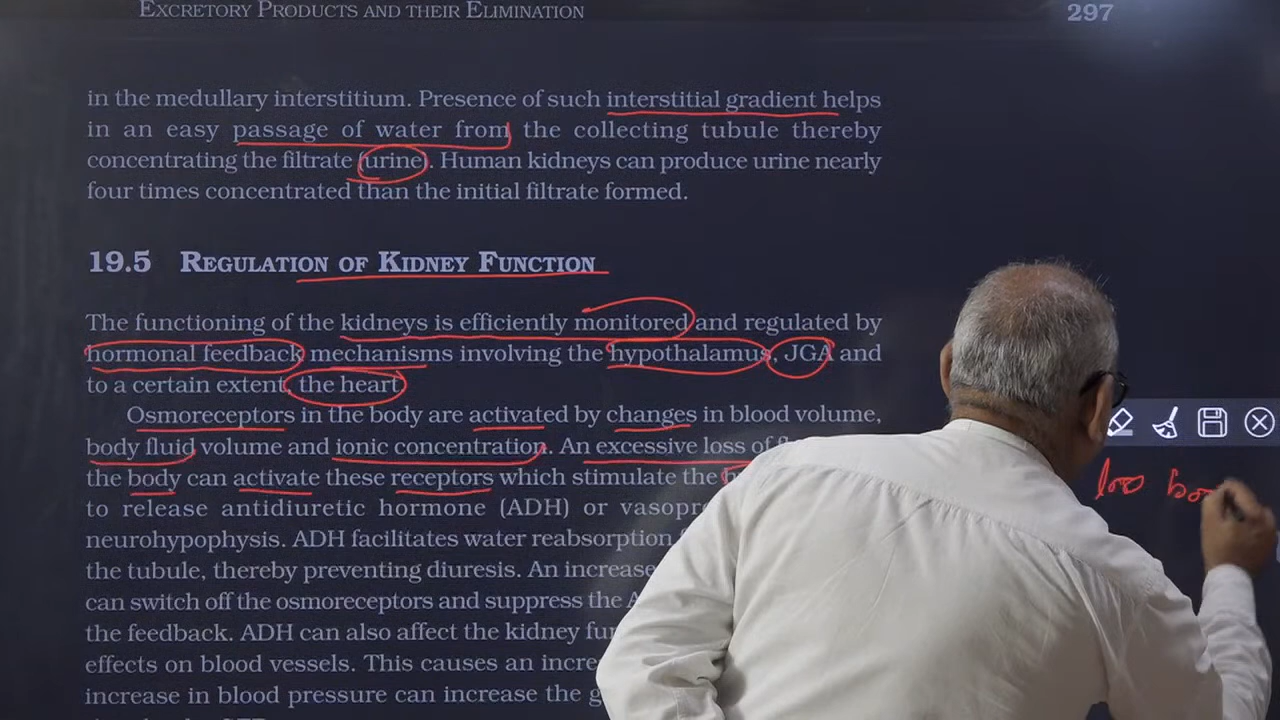 EXCRETORY PRODUCTS AND THEIR ELIMINATION 297
in the medullary interstitium. Presence of such interstitial gradient helps
in an easy passage of water from the collecting tubule thereby
concentrating the filtrate (urine). Human kidneys can produce urine nearly
four times concentrated than the initial filtrate formed.
19.5 REGULATION OF KIDNEY FUNCTION
The functioning of the kidneys is efficiently monitored and regulated by
hormonal feedback mechanisms involving the hypothalamus, JGA and
to a certain extent, the heart.
Osmoreceptors in the body are activated by changes in blood volume,
body fluid volume and ionic concentration. An excessive loss of
the body can activate these receptors which stimulate the
to release antidiuretic hormone (ADH) or
neurohypophysis. ADH facilitates water reabsorption
the tubule, thereby preventing diuresis. An increase
can switch off the osmoreceptors and suppress the
the feedback. ADH can also affect the kidney
effects on blood vessels. This causes an
increase in blood pressure can increase the